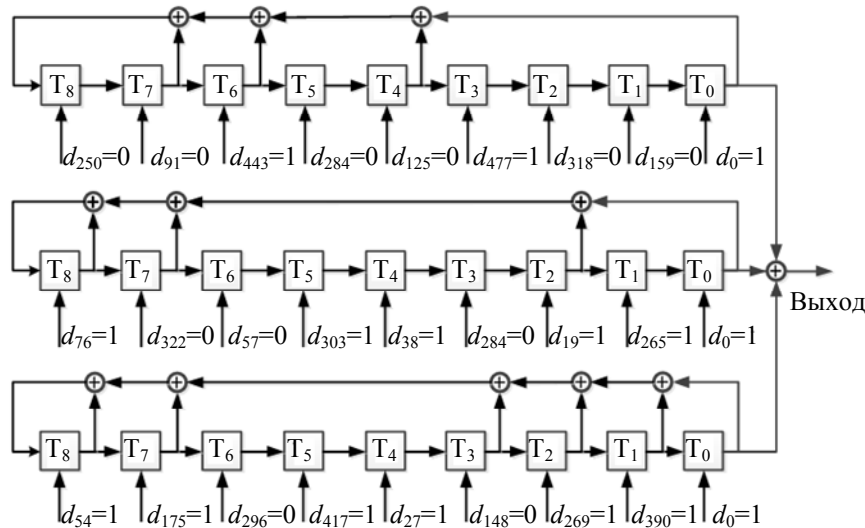 T₈ T₇ T₆ T₅ T₄ T₃ T₂ T₁ T₀
d₂₅₀=0 d₉₁=0 d₄₄₃=1 d₂₈₄=0 d₁₂₅=0 d₄₇₇=1 d₃₁₈=0 d₁₅₉=0 d₀=1
T₈ T₇ T₆ T₅ T₄ T₃ T₂ T₁ T₀
Выход
d₇₆=1 d₃₂₂=0 d₅₇=0 d₃₀₃=1 d₃₈=1 d₂₈₄=0 d₁₉=1 d₂₆₅=1 d₀=1
T₈ T₇ T₆ T₅ T₄ T₃ T₂ T₁ T₀
d₅₄=1 d₁₇₅=1 d₂₉₆=0 d₄₁₇=1 d₂₇=1 d₁₄₈=0 d₂₆₉=1 d₃₉₀=1 d₀=1